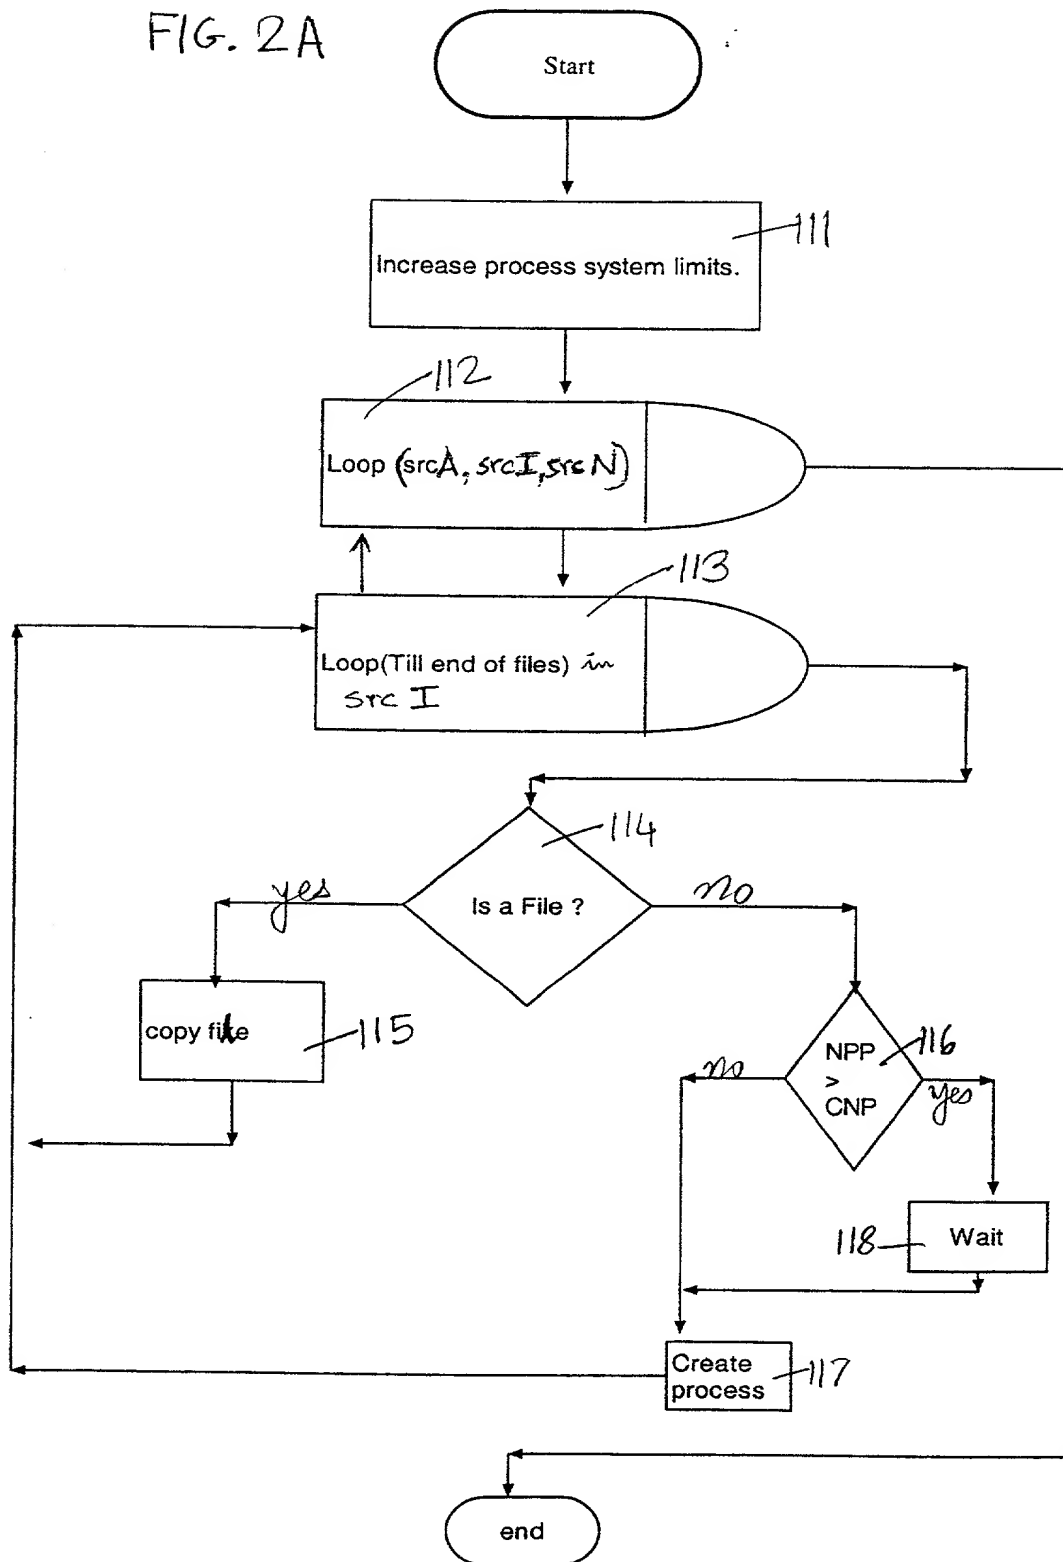 FIG. 2A
Start
111
Increase process system limits.
112
Loop (srcA, srcI, srcN)
113
Loop(Till end of files) in
src I
114
Is a File ?
yes
no
copy file
115
NPP
>
CNP
116
no
yes
118
Wait
Create
process
117
end